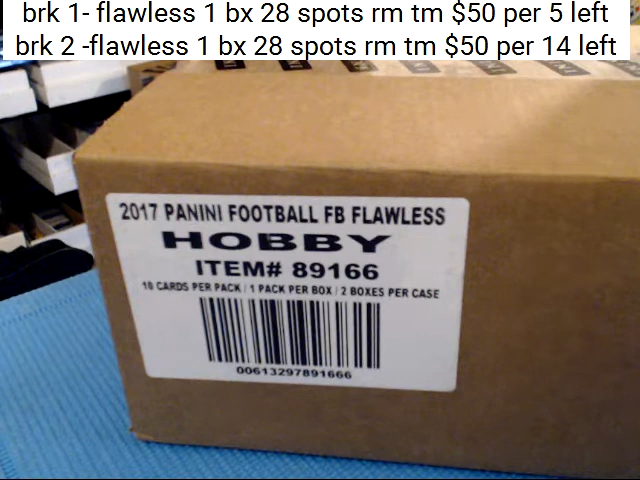 brk 1- flawless 1 bx 28 spots rm tm $50 per 5 left
brk 2 -flawless 1 bx 28 spots rm tm $50 per 14 left
2017 PANINI FOOTBALL FB FLAWLESS
HOBBY
ITEM# 89166
10 CARDS PER PACK / 1 PACK PER BOX / 2 BOXES PER CASE
00613297891666